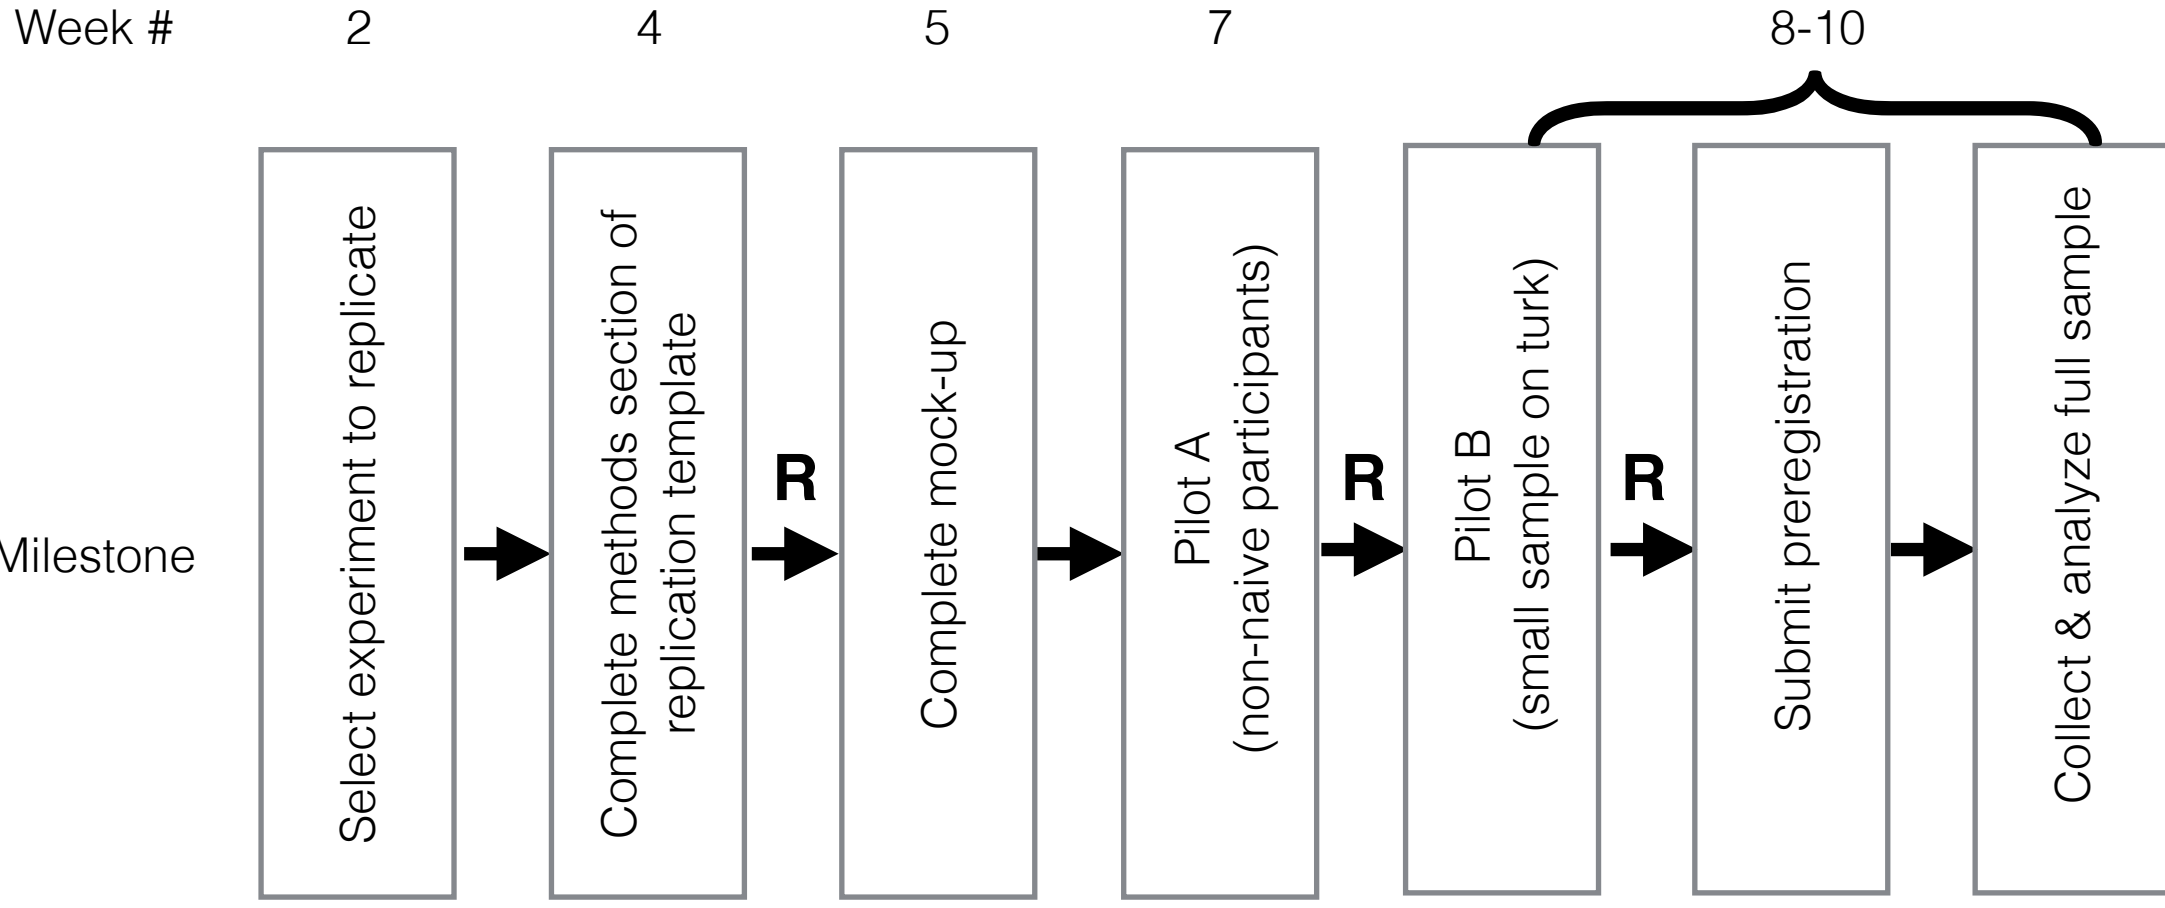 Week #
2
4
5
7
8-10
Milestone
Select experiment to replicate
Complete methods section of
replication template
R
Complete mock-up
Pilot A
(non-naive participants)
R
Pilot B
(small sample on turk)
R
Submit preregistration
Collect & analyze full sample